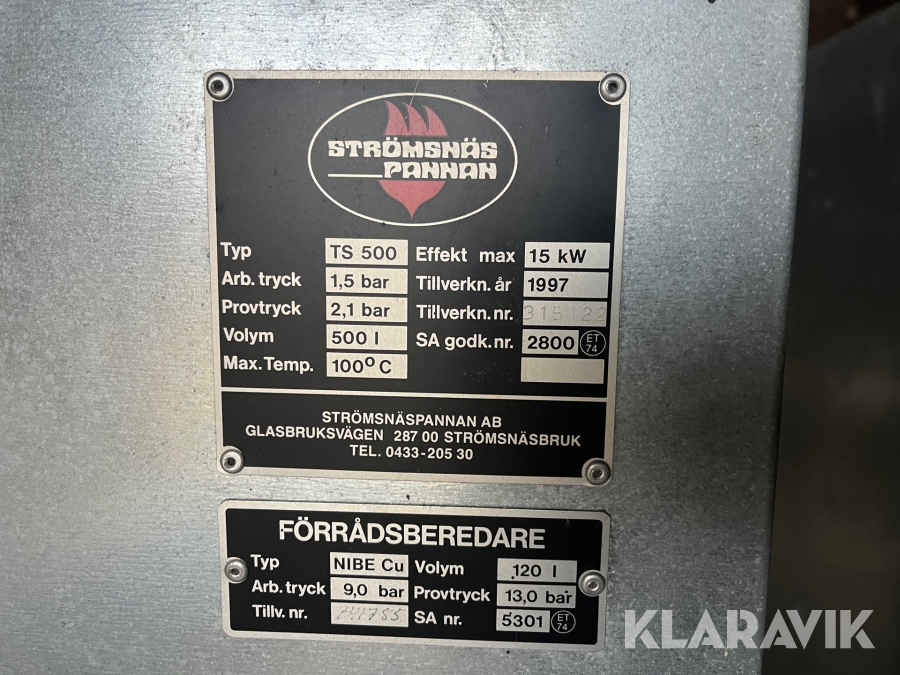 STRÖMSNÄS
PANNAN
Typ TS 500 Effekt max 15 kW
Arb. tryck 1,5 bar Tillverkn. år 1997
Provtryck 2,1 bar Tillverkn. nr.
Volym 500 l SA godk. nr. 2800 ET 74
Max. Temp. 100º C
STRÖMSNÄSPANNAN AB
GLASBRUKSVÄGEN 287 00 STRÖMSNÄSBRUK
TEL. 0433-205 30
FÖRRÅDSBEREDARE
Typ NIBE Cu Volym 120 l
Arb. tryck 9,0 bar Provtryck 13,0 bar
Tillv. nr. 741785 SA nr. 5301 ET 74
KLARAVIK